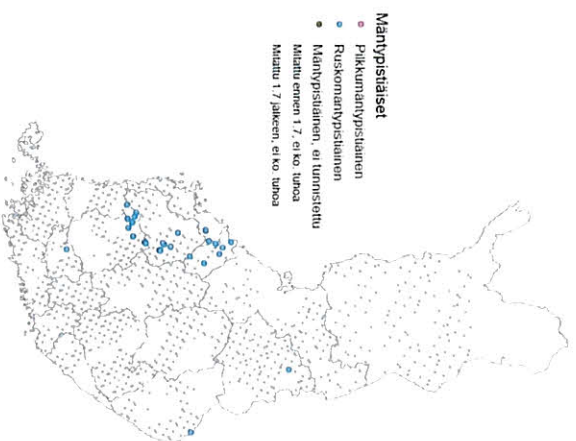 Mäntypistiäiset
Pilkkumäntypistiäinen
Ruskomäntypistiäinen
Mäntypistiäinen, ei tunnistettu
Mitattu ennen 1.7, ei ko. tuhoa
Mitattu 1.7 jälkeen, ei ko. tuhoa